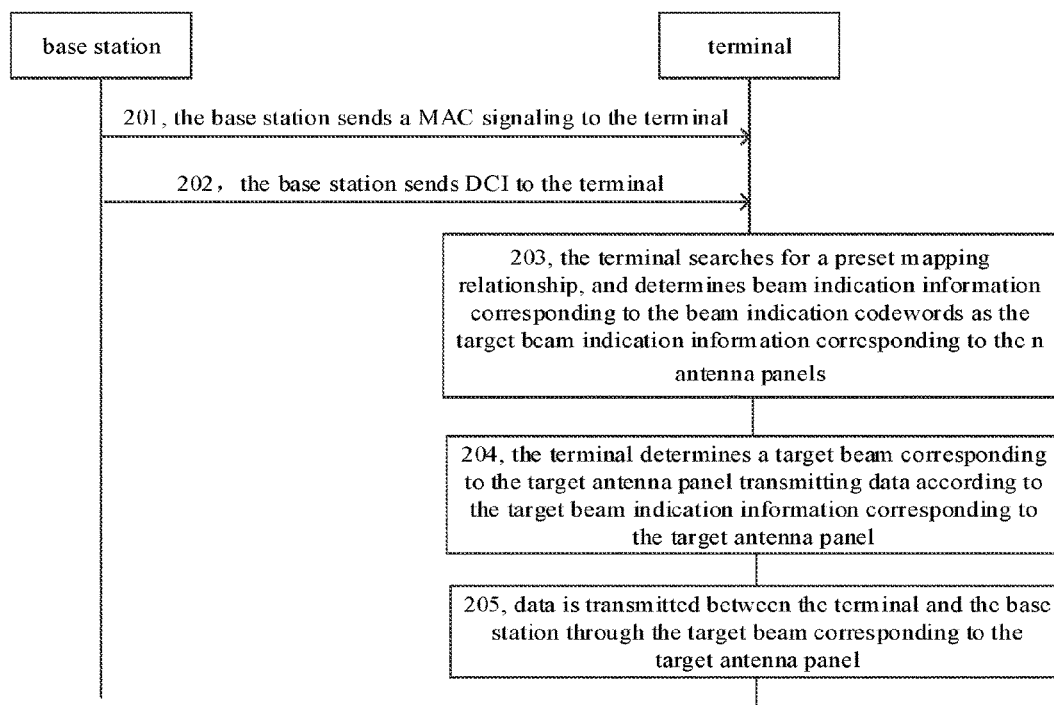 base station
terminal
201, the base station sends a MAC signaling to the terminal
202, the base station sends DCI to the terminal
203, the terminal searches for a preset mapping
relationship, and determines beam indication information
corresponding to the beam indication codewords as the
target beam indication information corresponding to the n
antenna panels
204, the terminal determines a target beam corresponding
to the target antenna panel transmitting data according to
the target beam indication information corresponding to
the target antenna panel
205, data is transmitted between the terminal and the base
station through the target beam corresponding to the
target antenna panel